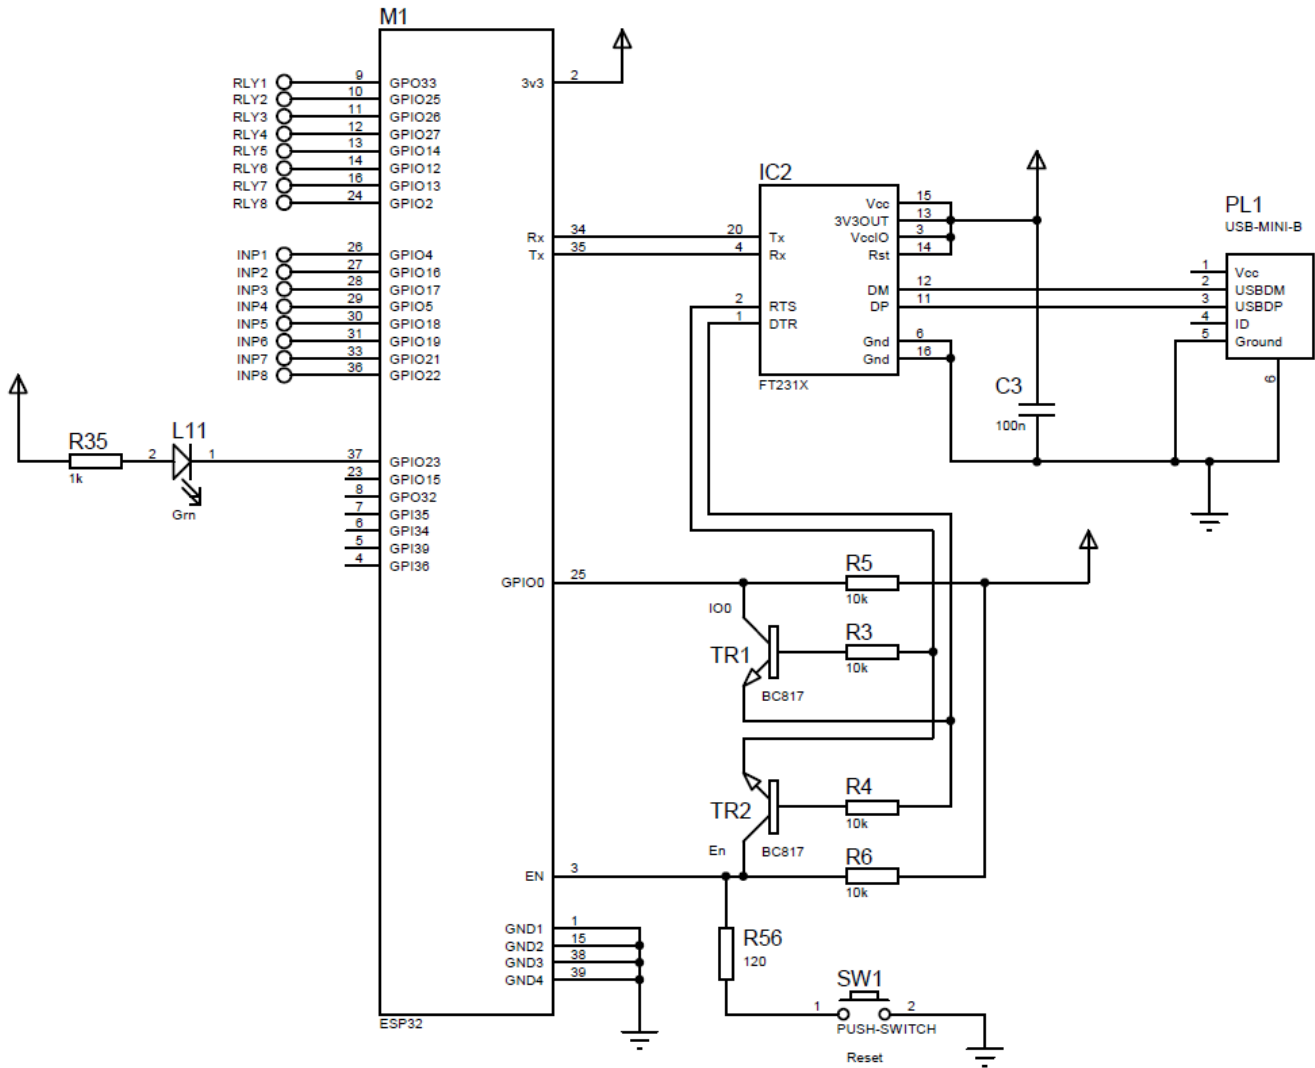 M1
RLY1 9 GPO33
3v3 2
RLY2 10 GPIO25
RLY3 11 GPIO26
RLY4 12 GPIO27
RLY5 13 GPIO14
RLY6 14 GPIO12
RLY7 16 GPIO13
RLY8 24 GPIO2
Rx 34
Tx 35
INP1 26 GPIO4
INP2 27 GPIO16
INP3 28 GPIO17
INP4 29 GPIO5
INP5 30 GPIO18
INP6 31 GPIO19
INP7 33 GPIO21
INP8 36 GPIO22
R35
1k
2 L11 1
Grn
37 GPIO23
23 GPIO15
8 GPO32
7 GPI35
6 GPI34
5 GPI39
4 GPI36
GPIO0 25
EN 3
GND1 1
GND2 15
GND3 38
GND4 39
ESP32
IC2
Vcc 15
3V3OUT 13
20 Tx VccIO 3
4 Rx Rst 14
DM 12
2 RTS DP 11
1 DTR
Gnd 6
Gnd 16
FT231X
C3
100n
PL1
USB-MINI-B
1 Vcc
2 USBDM
3 USBDP
4 ID
5 Ground
6
R5
10k
IO0
R3
10k
TR1
BC817
R4
10k
TR2
BC817
En
R6
10k
R56
120
SW1
1 2
PUSH-SWITCH
Reset